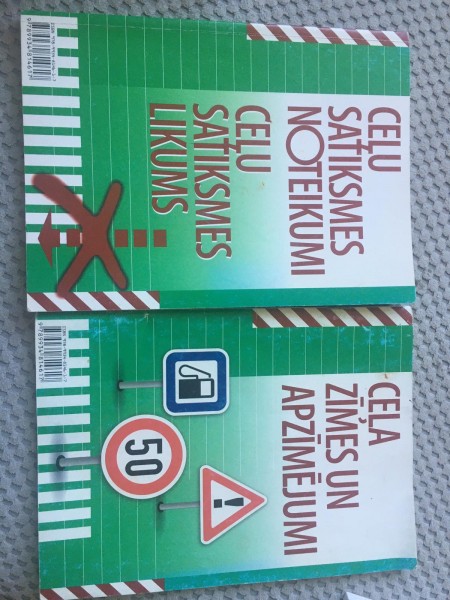 CEĻU
SATIKSMES
NOTEIKUMI
CEĻU
SATIKSMES
LIKUMS
CEĻA
ZĪMES UN
APZĪMĒJUMI
50
!